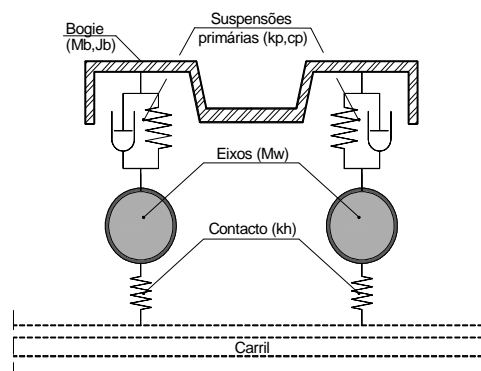 Bogie
(Mb,Jb)
Suspensões
primárias (kp,cp)
Eixos (Mw)
Contacto (kh)
Carril